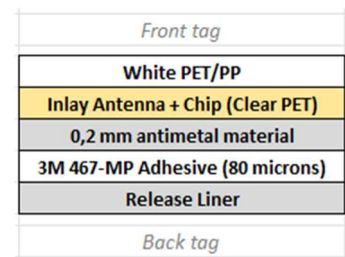 Front tag
White PET/PP
Inlay Antenna + Chip (Clear PET)
0,2 mm antimetal material
3M 467-MP Adhesive (80 microns)
Release Liner
Back tag